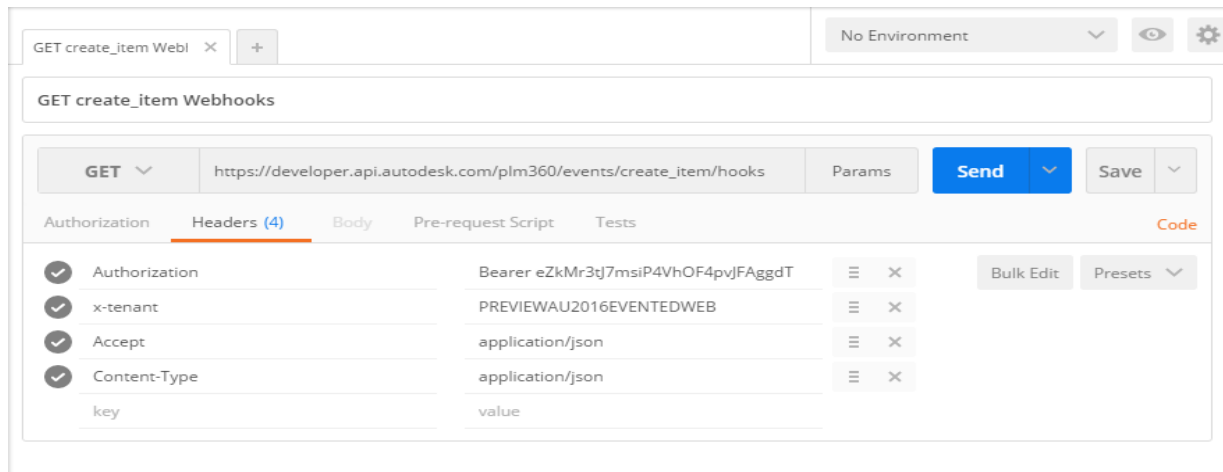 GET create_item Webl
No Environment
GET create_item Webhooks
GET https://developer.api.autodesk.com/plm360/events/create_item/hooks Params Send Save
Authorization Headers (4) Body Pre-request Script Tests Code
Authorization Bearer eZkMr3tJ7msiP4VhOF4pvJFAggdT Bulk Edit Presets
x-tenant PREVIEWAU2016EVENTEDWEB
Accept application/json
Content-Type application/json
key value